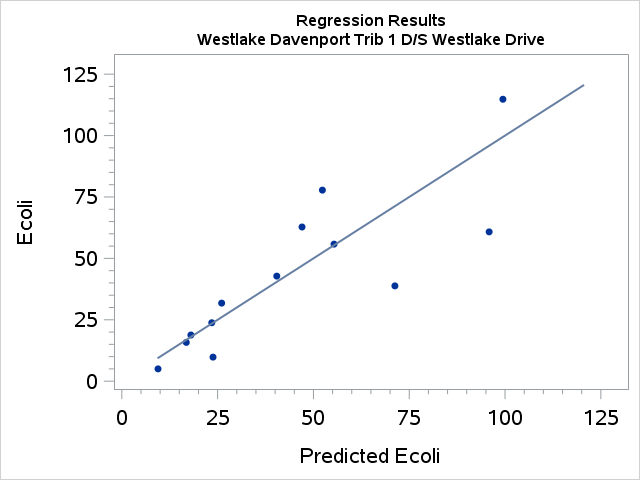 Regression Results
Westlake Davenport Trib 1 D/S Westlake Drive
125
100
75
50
25
0
Ecoli
0 25 50 75 100 125
Predicted Ecoli